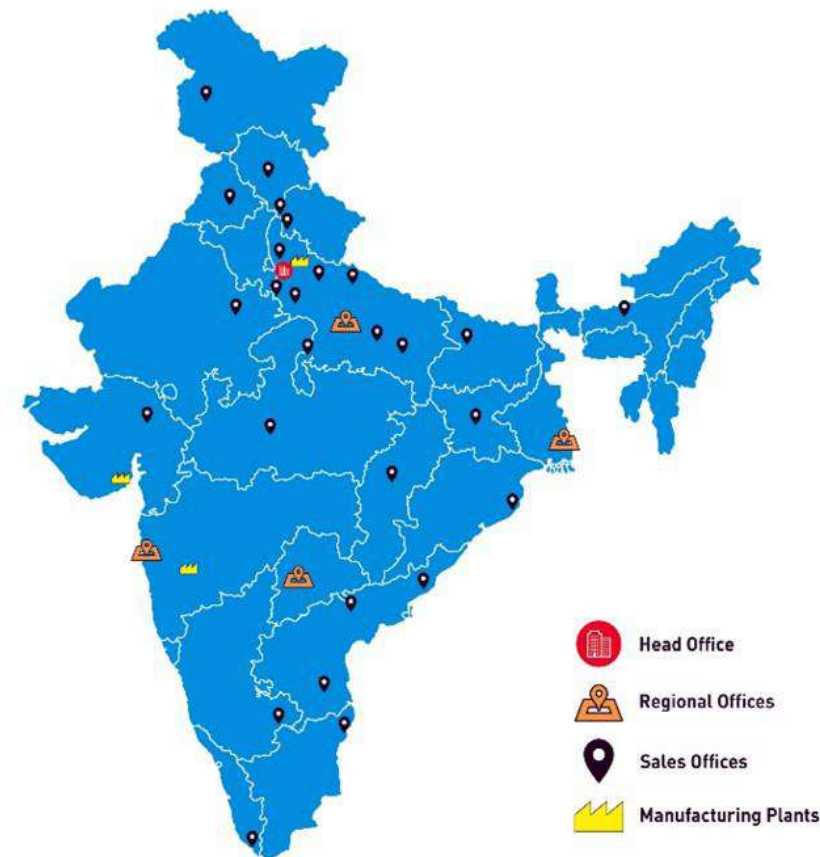 Head Office
Regional Offices
Sales Offices
Manufacturing Plants